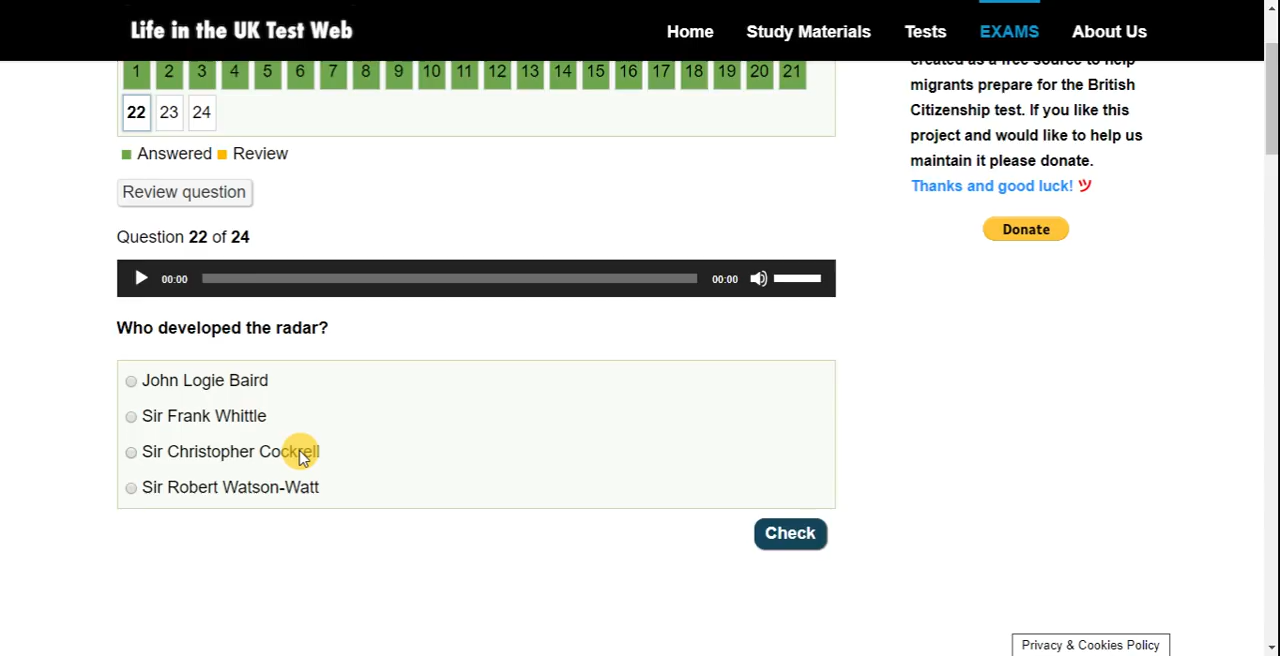 Life in the UK Test Web
Home Study Materials Tests EXAMS About Us
1 2 3 4 5 6 7 8 9 10 11 12 13 14 15 16 17 18 19 20 21
22 23 24
Answered Review
Review question
Question 22 of 24
00:00 00:00
Who developed the radar?
John Logie Baird
Sir Frank Whittle
Sir Christopher Cockrell
Sir Robert Watson-Watt
Check
created as a free source to help
migrants prepare for the British
Citizenship test. If you like this
project and would like to help us
maintain it please donate.
Thanks and good luck! ツ
Donate
Privacy & Cookies Policy